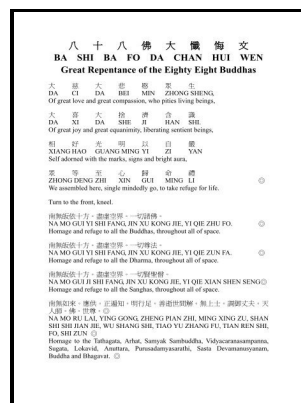 八 十 八 佛 大 懺 悔 文
BA SHI BA FO DA CHAN HUI WEN
Great Repentance of the Eighty Eight Buddhas
大 慈 大 悲 愍 眾 生
DA CI DA BEI MIN ZHONG SHENG,
Of great love and great compassion, who pities living beings,
大 喜 大 捨 濟 含 識
DA XI DA SHE JI HAN SHI.
Of great joy and great equanimity, liberating sentient beings,
相 好 光 明 以 自 嚴
XIANG HAO GUANG MING YI ZI YAN
Self adorned with the marks, signs and bright aura,
眾 等 至 心 歸 命 禮
ZHONG DENG ZHI XIN GUI MING LI ◎
We assembled here, single mindedly go, to take refuge for life.
Turn to the front, kneel.
南無皈依十方、盡虛空界、一切諸佛。
NA MO GUI YI SHI FANG, JIN XU KONG JIE, YI QIE ZHU FO. ◎
Homage and refuge to all the Buddhas, throughout all of space.
南無皈依十方、盡虛空界、一切尊法。
NA MO GUI YI SHI FANG, JIN XU KONG JIE, YI QIE ZUN FA. ◎
Homage and refuge to all the Dharma, throughout all of space.
南無皈依十方、盡虛空界、一切賢聖僧。
NA MO GUI JI SHI FANG, JIN XU KONG JIE, YI QIE XIAN SHEN SENG◎
Homage and refuge to all the Sanghas, throughout all of space.
南無如來、應供、正遍知、明行足、善逝世間解、無上士、調御丈夫、天
人師、佛、世尊。◎
NA MO RU LAI, YING GONG, ZHENG PIAN ZHI, MING XING ZU, SHAN
SHI SHI JIAN JIE, WU SHANG SHI, TIAO YU ZHANG FU, TIAN REN SHI,
FO, SHI ZUN ◎
Homage to the Tathagata, Arhat, Samyak Sambuddha, Vidyacaranasampanna,
Sugata, Lokavid, Anuttara, Purusadamyasarathi, Sasta Devamanusyanam,
Buddha and Bhagavat. ◎